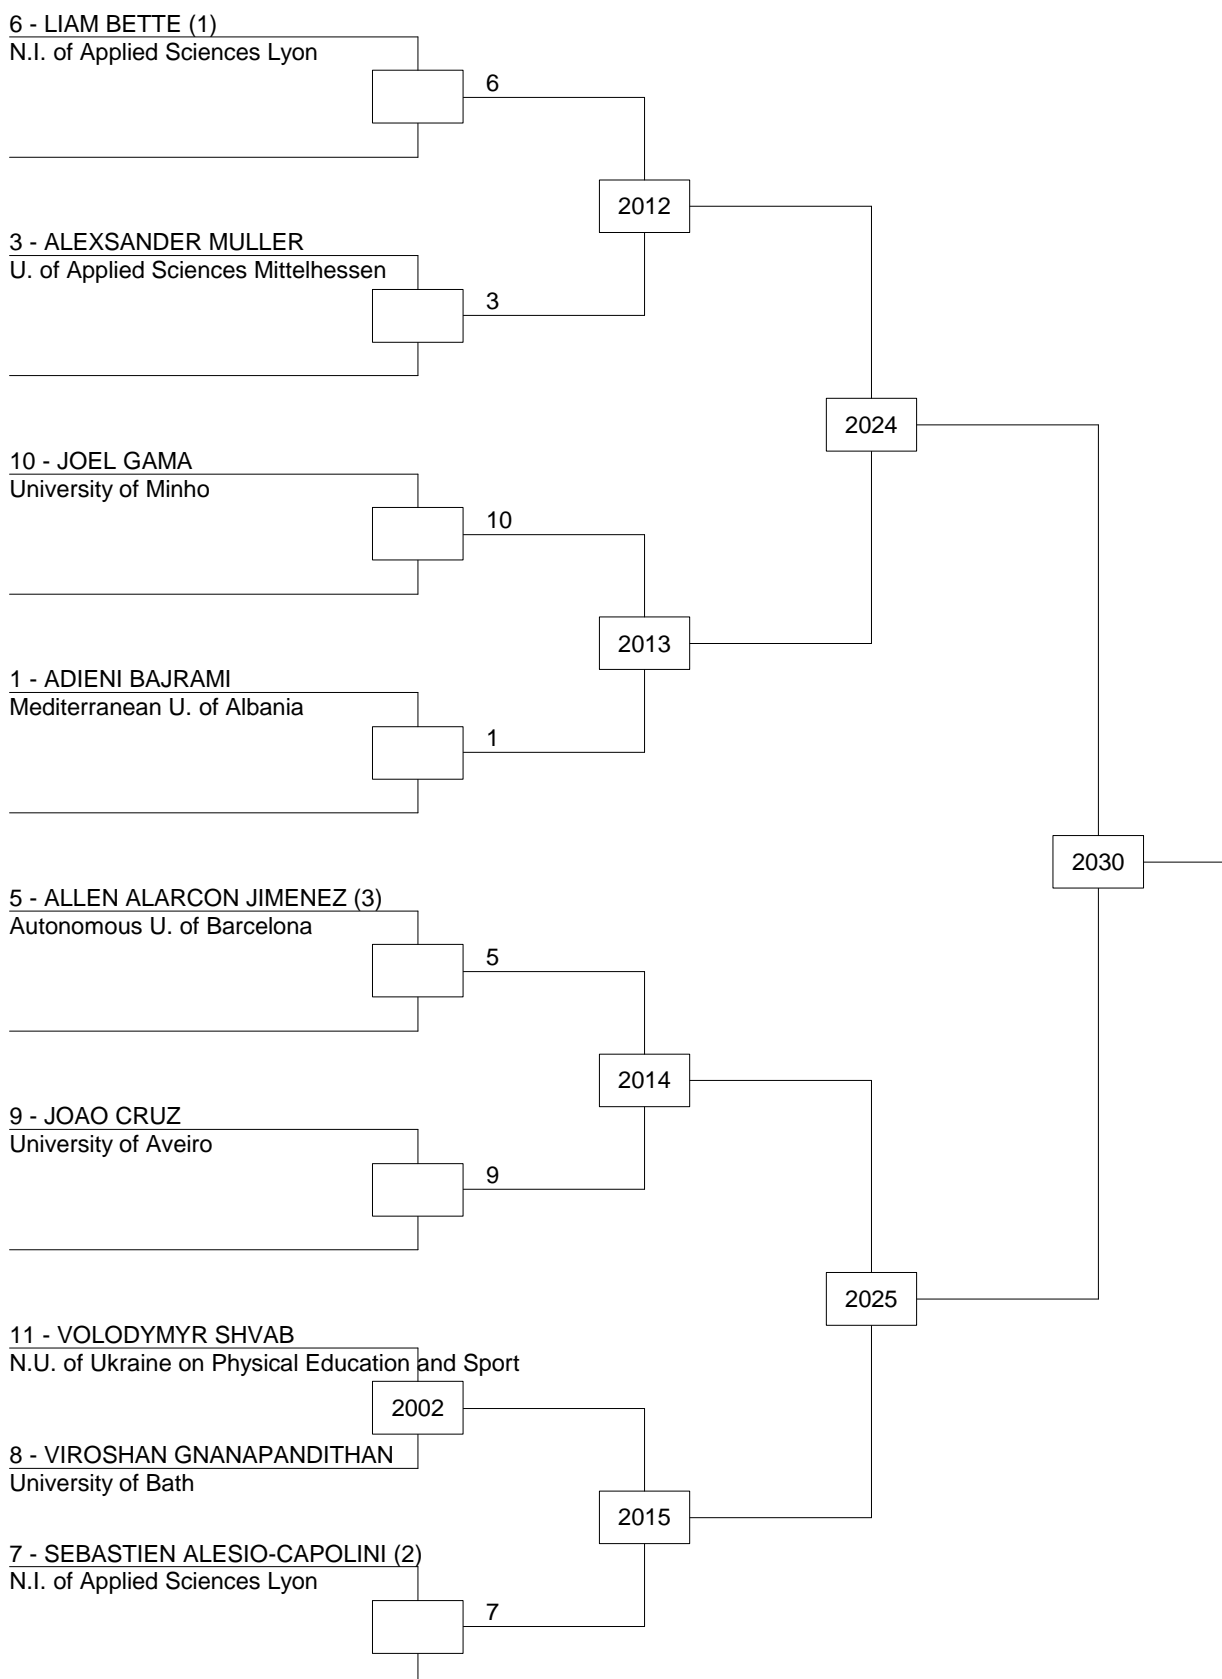 6 - LIAM BETTE (1)
N.I. of Applied Sciences Lyon
6
2012
3 - ALEXSANDER MULLER
U. of Applied Sciences Mittelhessen
3
2024
10 - JOEL GAMA
University of Minho
10
2013
1 - ADIENI BAJRAMI
Mediterranean U. of Albania
1
2030
5 - ALLEN ALARCON JIMENEZ (3)
Autonomous U. of Barcelona
5
2014
9 - JOAO CRUZ
University of Aveiro
9
2025
11 - VOLODYMYR SHVAB
N.U. of Ukraine on Physical Education and Sport
2002
8 - VIROSHAN GNANAPANDITHAN
University of Bath
2015
7 - SEBASTIEN ALESIO-CAPOLINI (2)
N.I. of Applied Sciences Lyon
7